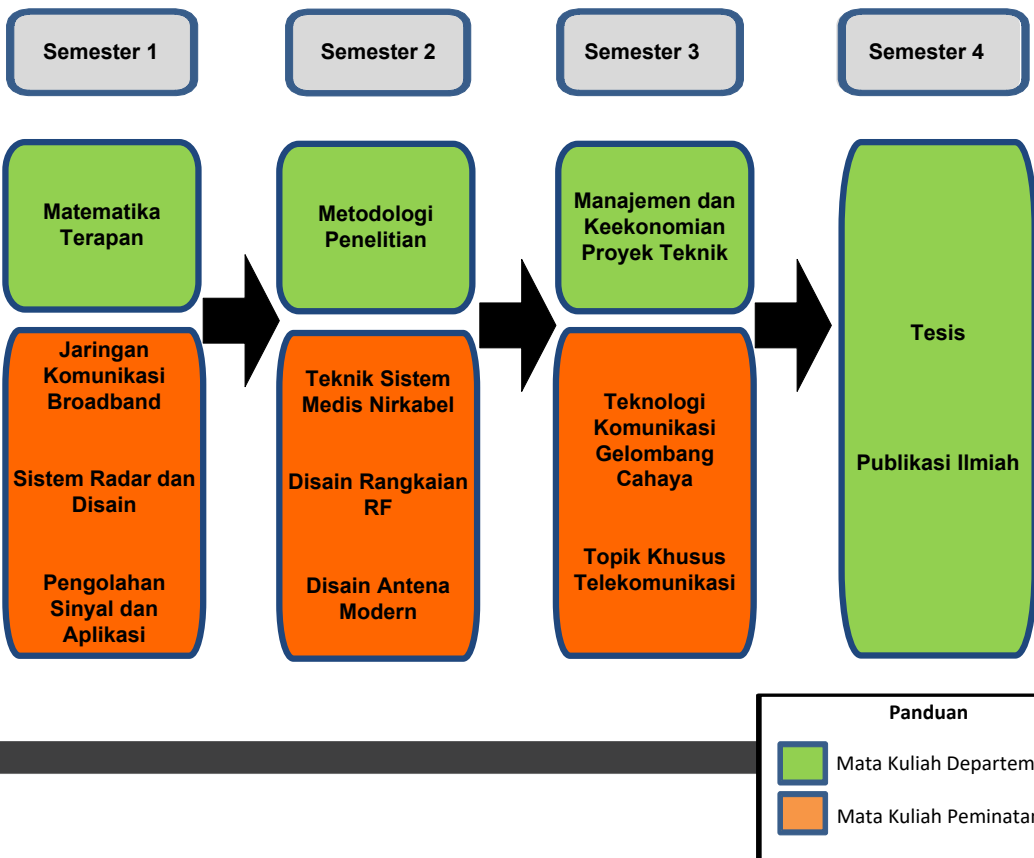 Semester 1
Semester 2
Semester 3
Semester 4
Matematika
Terapan
Metodologi
Penelitian
Manajemen dan
Keekonomian
Proyek Teknik
Jaringan
Komunikasi
Broadband
Sistem Radar dan
Disain
Pengolahan
Sinyal dan
Aplikasi
Teknik Sistem
Medis Nirkabel
Disain Rangkaian
RF
Disain Antena
Modern
Teknologi
Komunikasi
Gelombang
Cahaya
Topik Khusus
Telekomunikasi
Tesis
Publikasi Ilmiah
Panduan
Mata Kuliah Departem
Mata Kuliah Peminatan